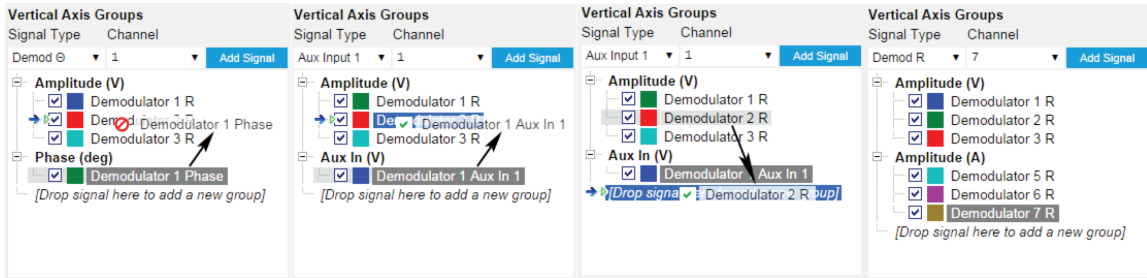 Vertical Axis Groups
Signal Type Channel
Demod Θ 1 Add Signal
Amplitude (V)
Demodulator 1 R
Demodulator 1 Phase
Demodulator 3 R
Phase (deg)
Demodulator 1 Phase
[Drop signal here to add a new group]
Vertical Axis Groups
Signal Type Channel
Aux Input 1 1 Add Signal
Amplitude (V)
Demodulator 1 R
Demodulator 1 Aux In 1
Demodulator 3 R
Aux In (V)
Demodulator 1 Aux In 1
[Drop signal here to add a new group]
Vertical Axis Groups
Signal Type Channel
Aux Input 1 1 Add Signal
Amplitude (V)
Demodulator 1 R
Demodulator 2 R
Demodulator 3 R
Aux In (V)
Demodulator 1 Aux In 1
[Drop signa Demodulator 2 R oup]
Vertical Axis Groups
Signal Type Channel
Demod R 7 Add Signal
Amplitude (V)
Demodulator 1 R
Demodulator 2 R
Demodulator 3 R
Amplitude (A)
Demodulator 5 R
Demodulator 6 R
Demodulator 7 R
[Drop signal here to add a new group]